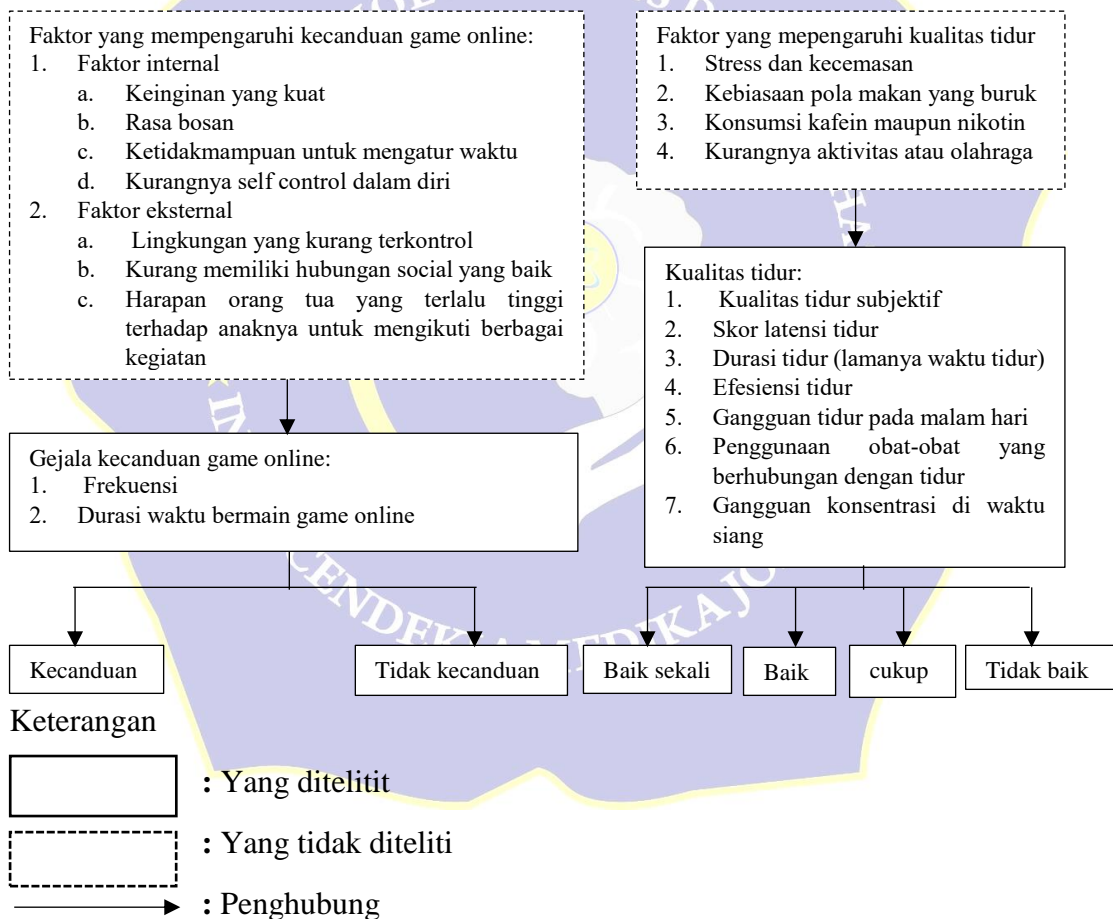 Faktor yang mempengaruhi kecanduan game online:
1. Faktor internal
a. Keinginan yang kuat
b. Rasa bosan
c. Ketidakmampuan untuk mengatur waktu
d. Kurangnya self control dalam diri
2. Faktor eksternal
a. Lingkungan yang kurang terkontrol
b. Kurang memiliki hubungan social yang baik
c. Harapan orang tua yang terlalu tinggi
terhadap anaknya untuk mengikuti berbagai
kegiatan
Gejala kecanduan game online:
1. Frekuensi
2. Durasi waktu bermain game online
Kecanduan
Tidak kecanduan
Faktor yang mepengaruhi kualitas tidur
1. Stress dan kecemasan
2. Kebiasaan pola makan yang buruk
3. Konsumsi kafein maupun nikotin
4. Kurangnya aktivitas atau olahraga
Kualitas tidur:
1. Kualitas tidur subjektif
2. Skor latensi tidur
3. Durasi tidur (lamanya waktu tidur)
4. Efesiensi tidur
5. Gangguan tidur pada malam hari
6. Penggunaan obat-obat yang
berhubungan dengan tidur
7. Gangguan konsentrasi di waktu
siang
Baik sekali
Baik
cukup
Tidak baik
Keterangan
: Yang ditelitit
: Yang tidak diteliti
: Penghubung